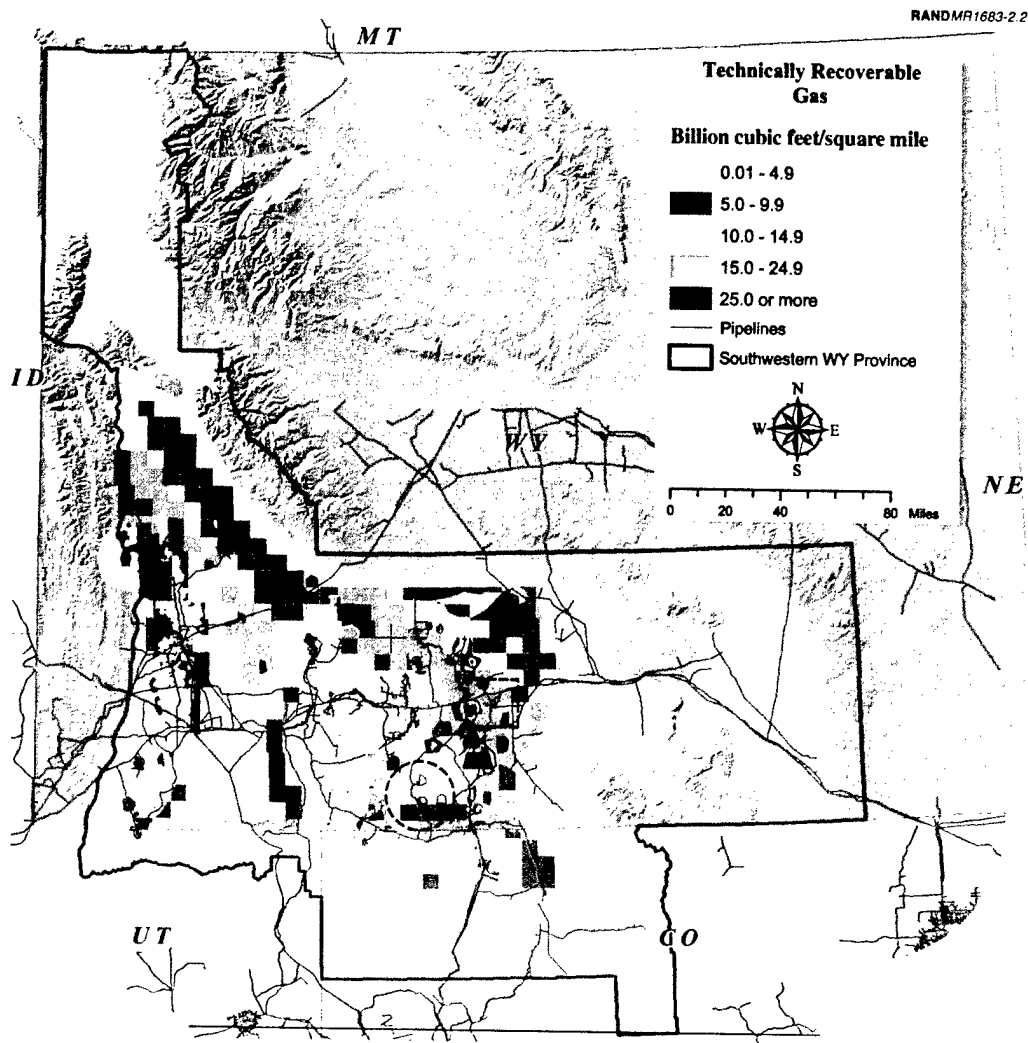 RANDMR1683-2.2
MT
Technically Recoverable
Gas
Billion cubic feet/square mile
0.01 - 4.9
5.0 - 9.9
10.0 - 14.9
15.0 - 24.9
25.0 or more
Pipelines
Southwestern WY Province
ID
N
W E
S
WY
NE
0 20 40 60 80 Miles
UT
CO